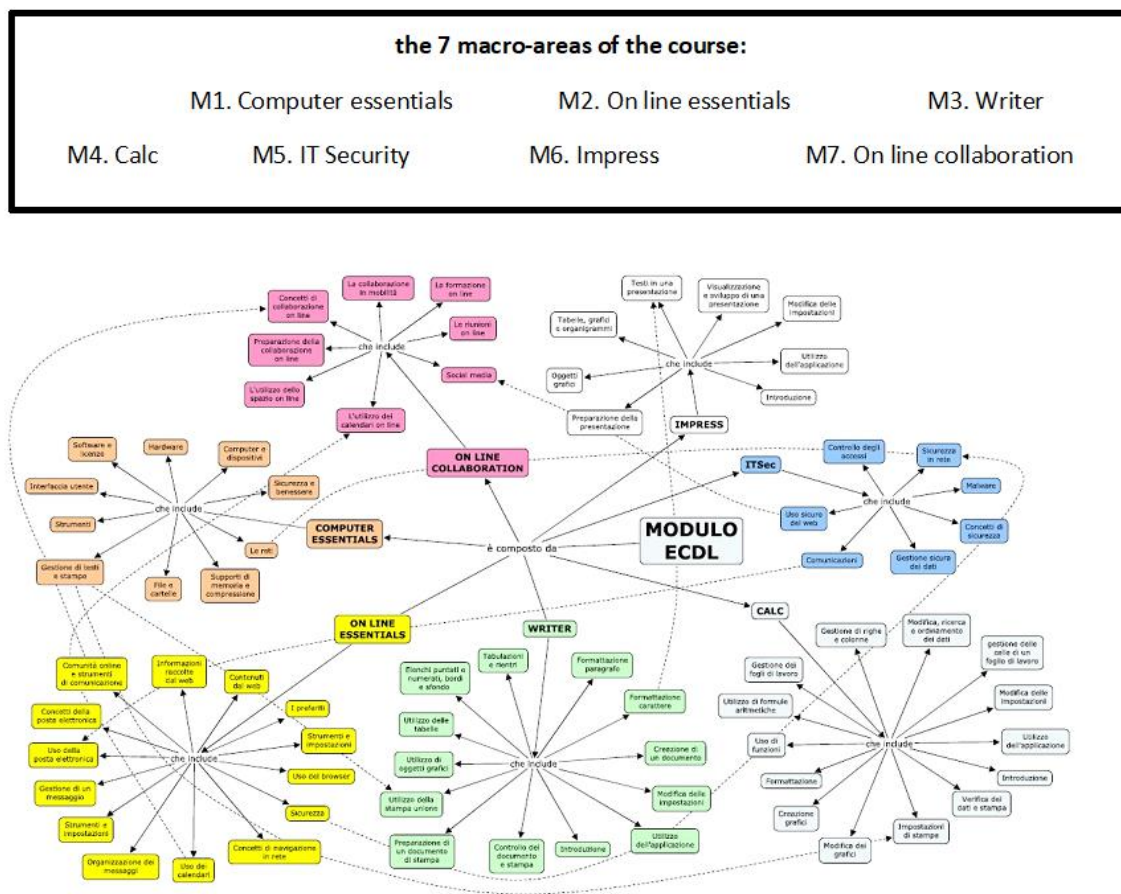 the 7 macro-areas of the course:
M1. Computer essentials
M2. On line essentials
M3. Writer
M4. Calc
M5. IT Security
M6. Impress
M7. On line collaboration
Concetti di
collaborazione
on line
La collaborazione
in mobilità
La formazione
on line
Le riunioni
on line
Preparazione della
collaborazione
on line
che include
Social media
L'utilizzo dello
spazio on line
L'utilizzo dei
calendari on line
ON LINE
COLLABORATION
Testi in una
presentazione
Visualizzazione
e sviluppo di una
presentazione
Modifica delle
impostazioni
Tabelle, grafici
e organigrammi
che include
Utilizzo
dell'applicazione
Oggetti
grafici
Introduzione
Preparazione della
presentazione
IMPRESS
Software e
licenze
Hardware
Computer e
dispositivi
Interfaccia utente
Sicurezza e
benessere
che include
Strumenti
Le reti
Gestione di testi
e stampa
File e
cartelle
Supporti di
memoria e
compressione
COMPUTER
ESSENTIALS
è composto da
MODULO
ECDL
ITSec
Controllo degli
accessi
Sicurezza
in rete
Malware
che include
Uso sicuro
del web
Concetti di
sicurezza
Comunicazioni
Gestione sicura
dei dati
ON LINE
ESSENTIALS
Comunità online
e strumenti
di comunicazione
Informazioni
raccolte
dal web
Contenuti
dal web
I preferiti
Concetti della
posta elettronica
Strumenti e
impostazioni
Uso della
posta elettronica
che include
Uso del browser
Gestione di un
messaggio
Sicurezza
Strumenti e
impostazioni
Organizzazione dei
messaggi
Uso dei
calendari
Concetti di navigazione
in rete
WRITER
Elenchi puntati e
numerati, bordi
e sfondo
Tabulazioni
e rientri
Formattazione
paragrafo
Formattazione
carattere
Utilizzo delle
tabelle
Utilizzo di
oggetti grafici
che include
Creazione di
un documento
Utilizzo della
stampa unione
Modifica delle
impostazioni
Preparazione di
un documento
di stampa
Controllo del
documento
e stampa
Introduzione
Utilizzo
dell'applicazione
CALC
Gestione di righe
e colonne
Modifica, ricerca
e ordinamento
dei dati
gestione delle
celle di un
foglio di lavoro
Gestione dei
fogli di lavoro
Modifica delle
impostazioni
Utilizzo di formule
aritmetiche
Uso di
funzioni
che include
Utilizzo
dell'applicazione
Formattazione
Introduzione
Creazione
grafici
Verifica dei
dati e stampa
Modifica dei
grafici
Impostazioni
di stampa